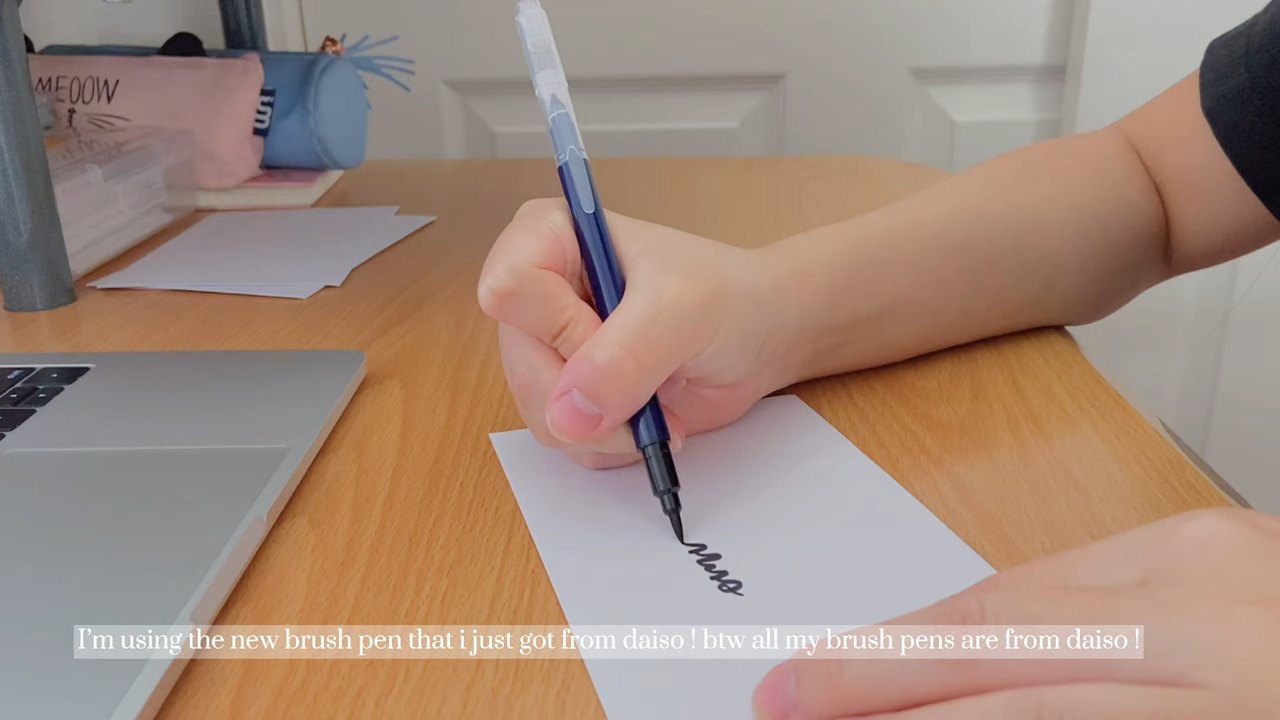 MEOOW
I'm using the new brush pen that i just got from daiso ! btw all my brush pens are from daiso !